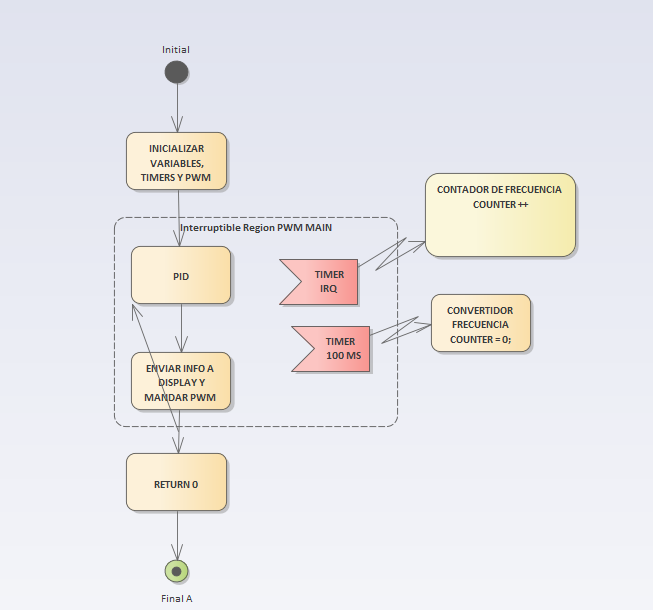 Initial
INICIALIZAR
VARIABLES,
TIMERS Y PWM
Interruptible Region PWM MAIN
PID
TIMER
IRQ
CONTADOR DE FRECUENCIA
COUNTER ++
TIMER
100 MS
CONVERTIDOR
FRECUENCIA
COUNTER = 0;
ENVIAR INFO A
DISPLAY Y
MANDAR PWM
RETURN 0
Final A